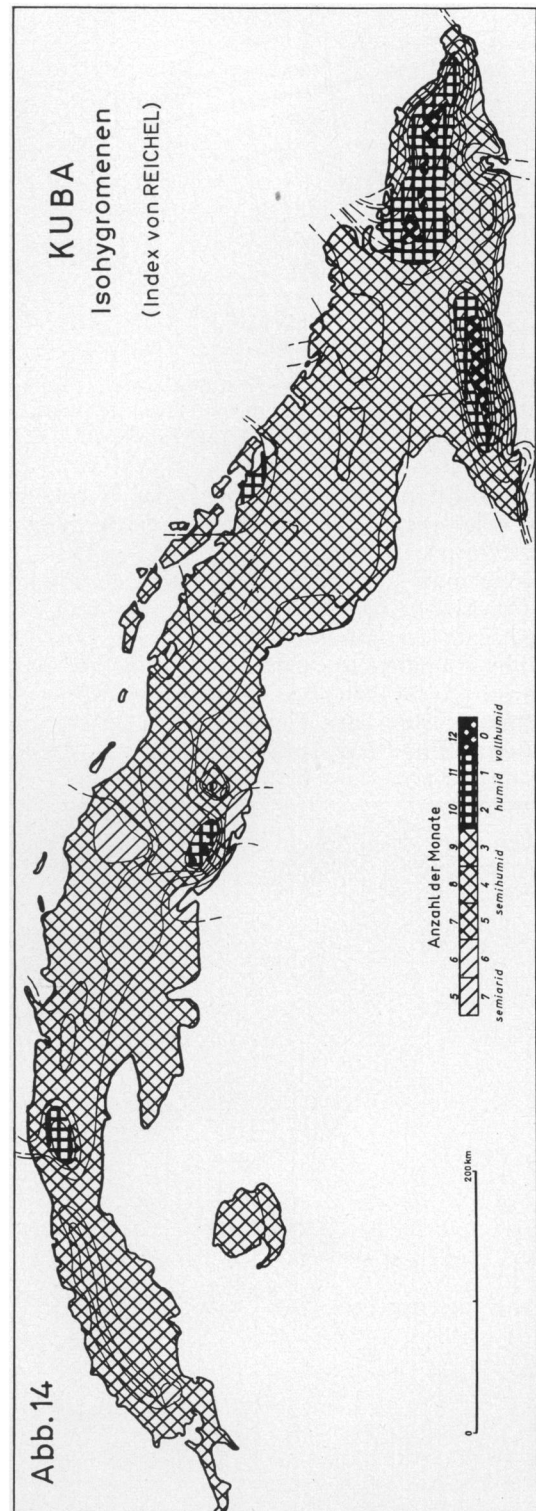 Abb. 14
KUBA
Isohygromenen
(Index von REICHEL)
Anzahl der Monate
5 6 7 8 9 10 11 12
7 6 5 4 3 2 1 0
semiarid semihumid humid vollhumid
0 200 km